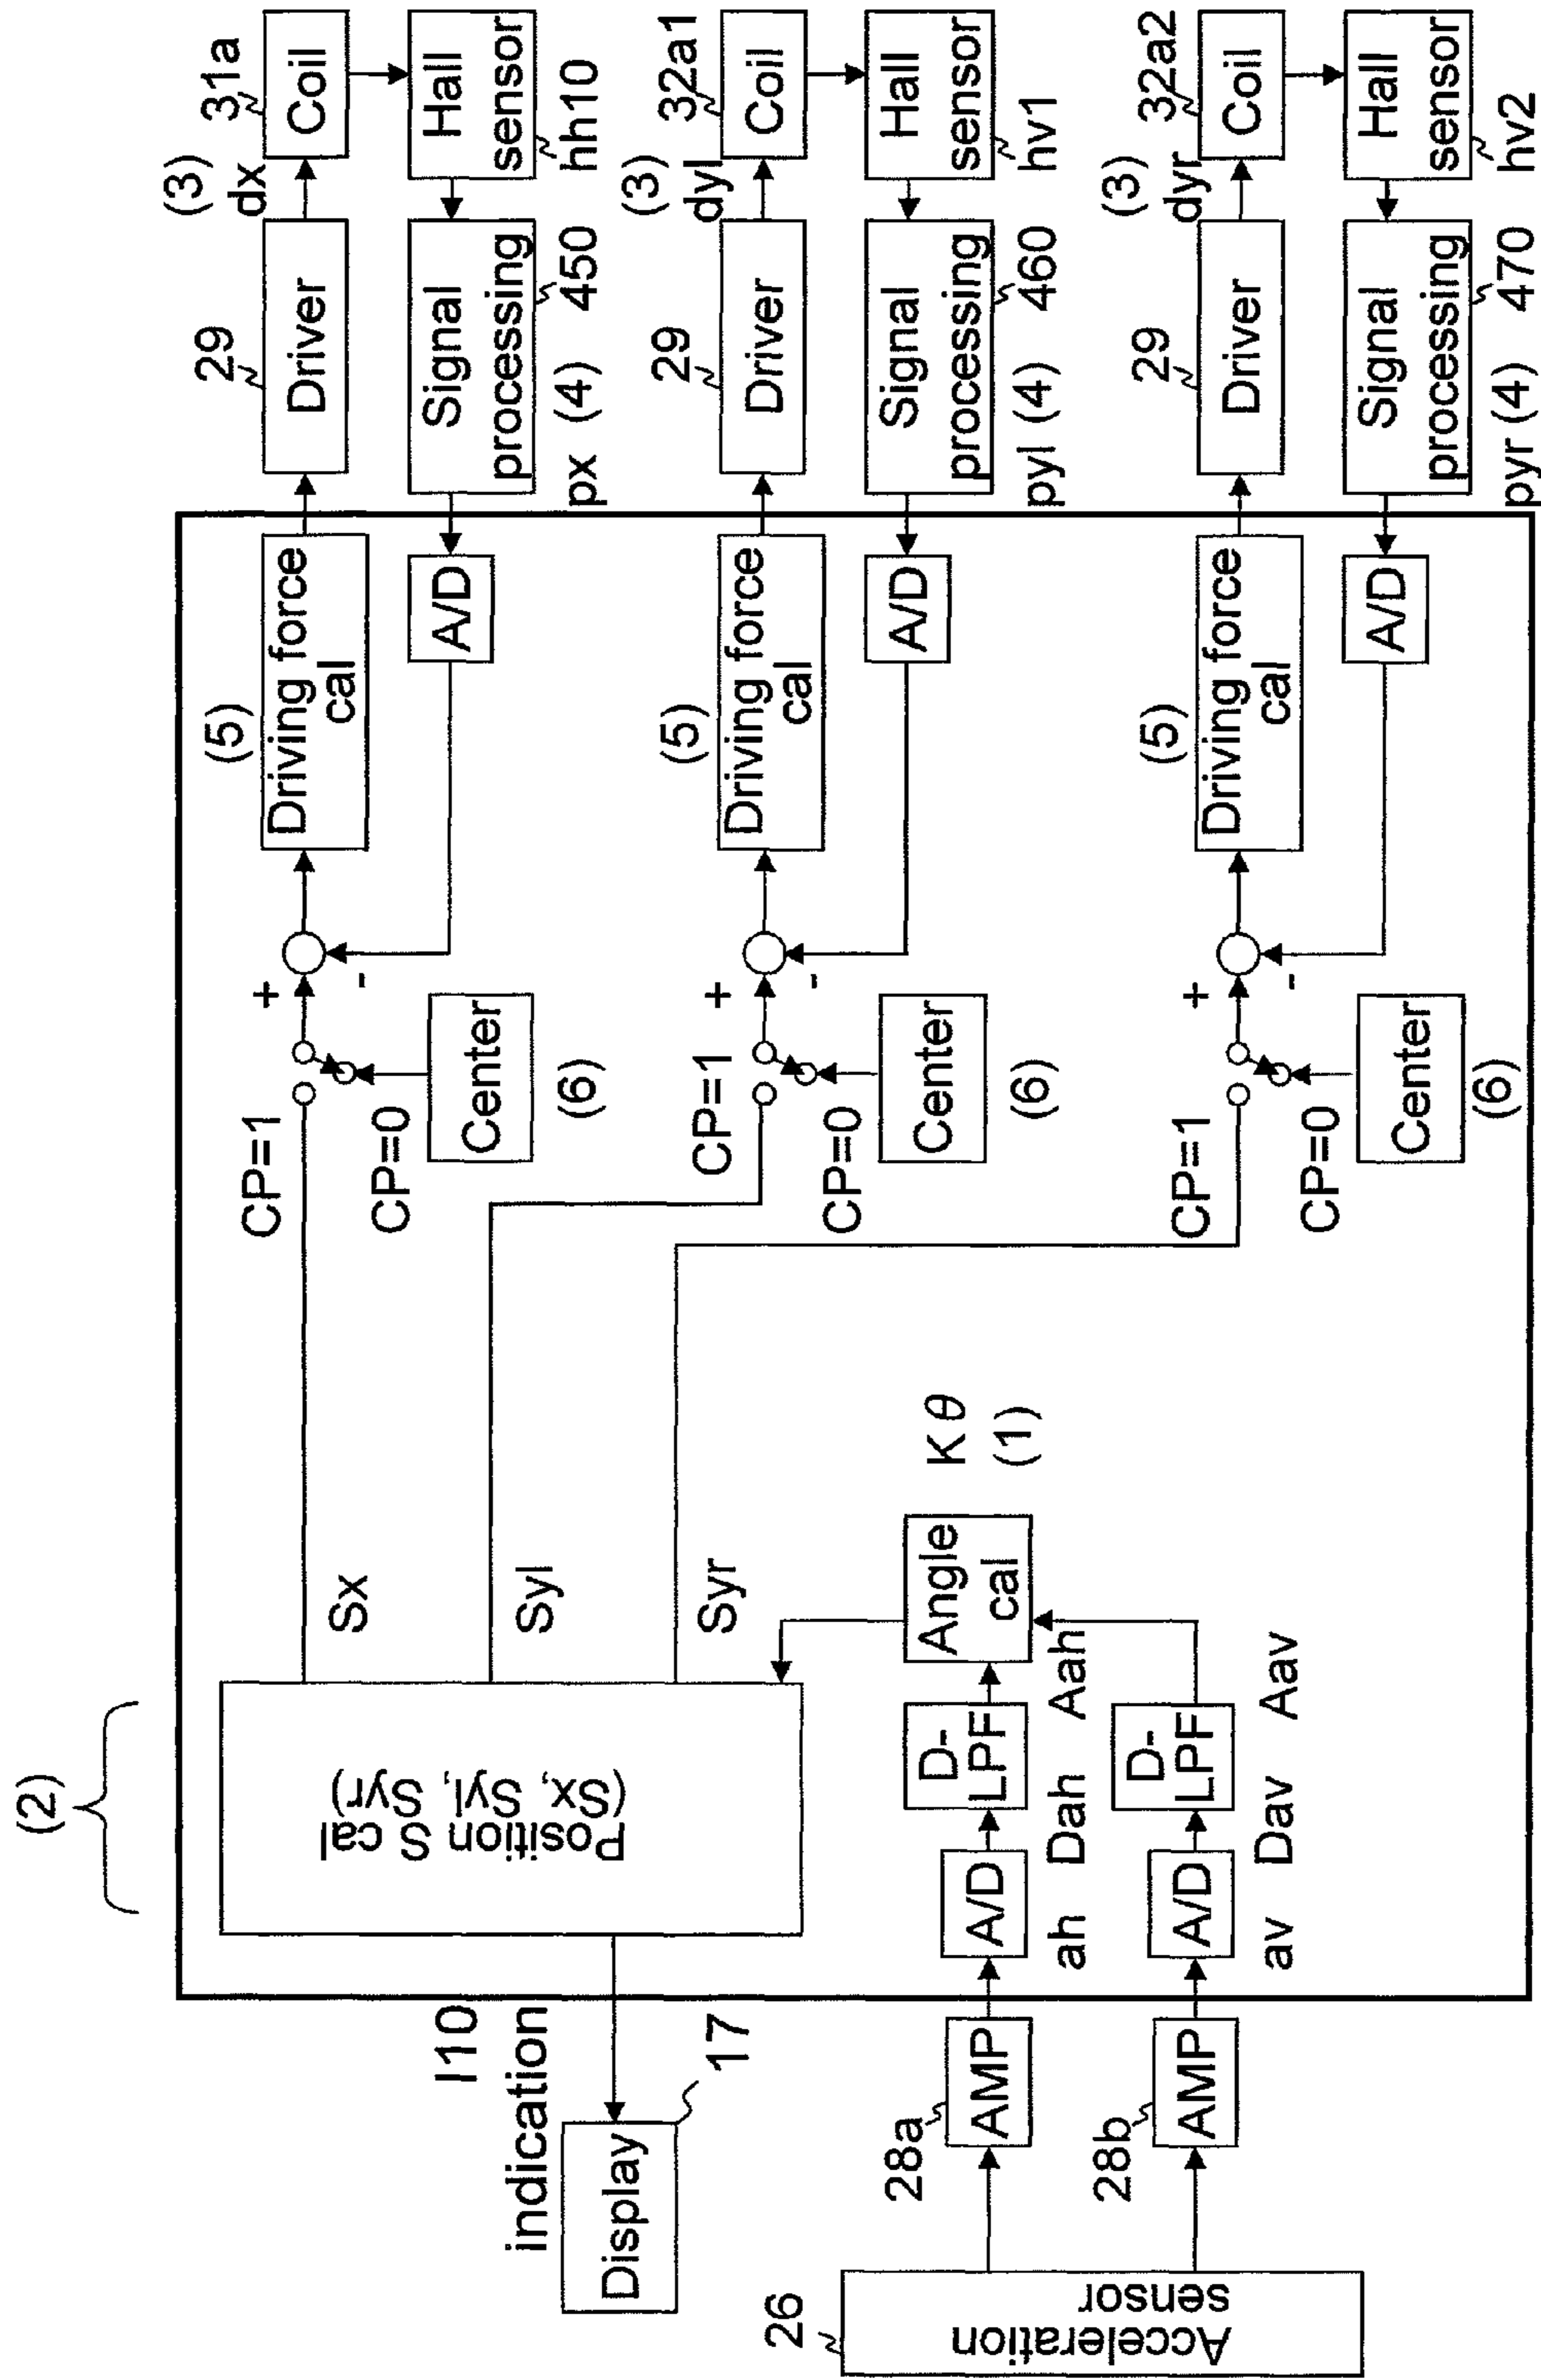 (2)
I10
indication
Display
17
Position S cal
(Sx, Syl, Syr)
Sx
Syl
Syr
26
Acceleration
sensor
28a
AMP
28b
AMP
A/D
ah
D-
LPF
Dah
Aah
A/D
av
D-
LPF
Dav
Aav
Angle
cal
Kθ
(1)
CP=1
CP=0
+
-
Center
(6)
(5)
Driving force
cal
A/D
29
Driver
(3)
dx
31a
Coil
Hall
sensor
hh10
Signal
processing
450
px (4)
CP=1
CP=0
+
-
Center
(6)
(5)
Driving force
cal
A/D
29
Driver
(3)
dyl
32a1
Coil
Hall
sensor
hv1
Signal
processing
460
pyl (4)
CP=1
CP=0
+
-
Center
(6)
(5)
Driving force
cal
A/D
29
Driver
(3)
dyr
32a2
Coil
Hall
sensor
hv2
Signal
processing
470
pyr (4)